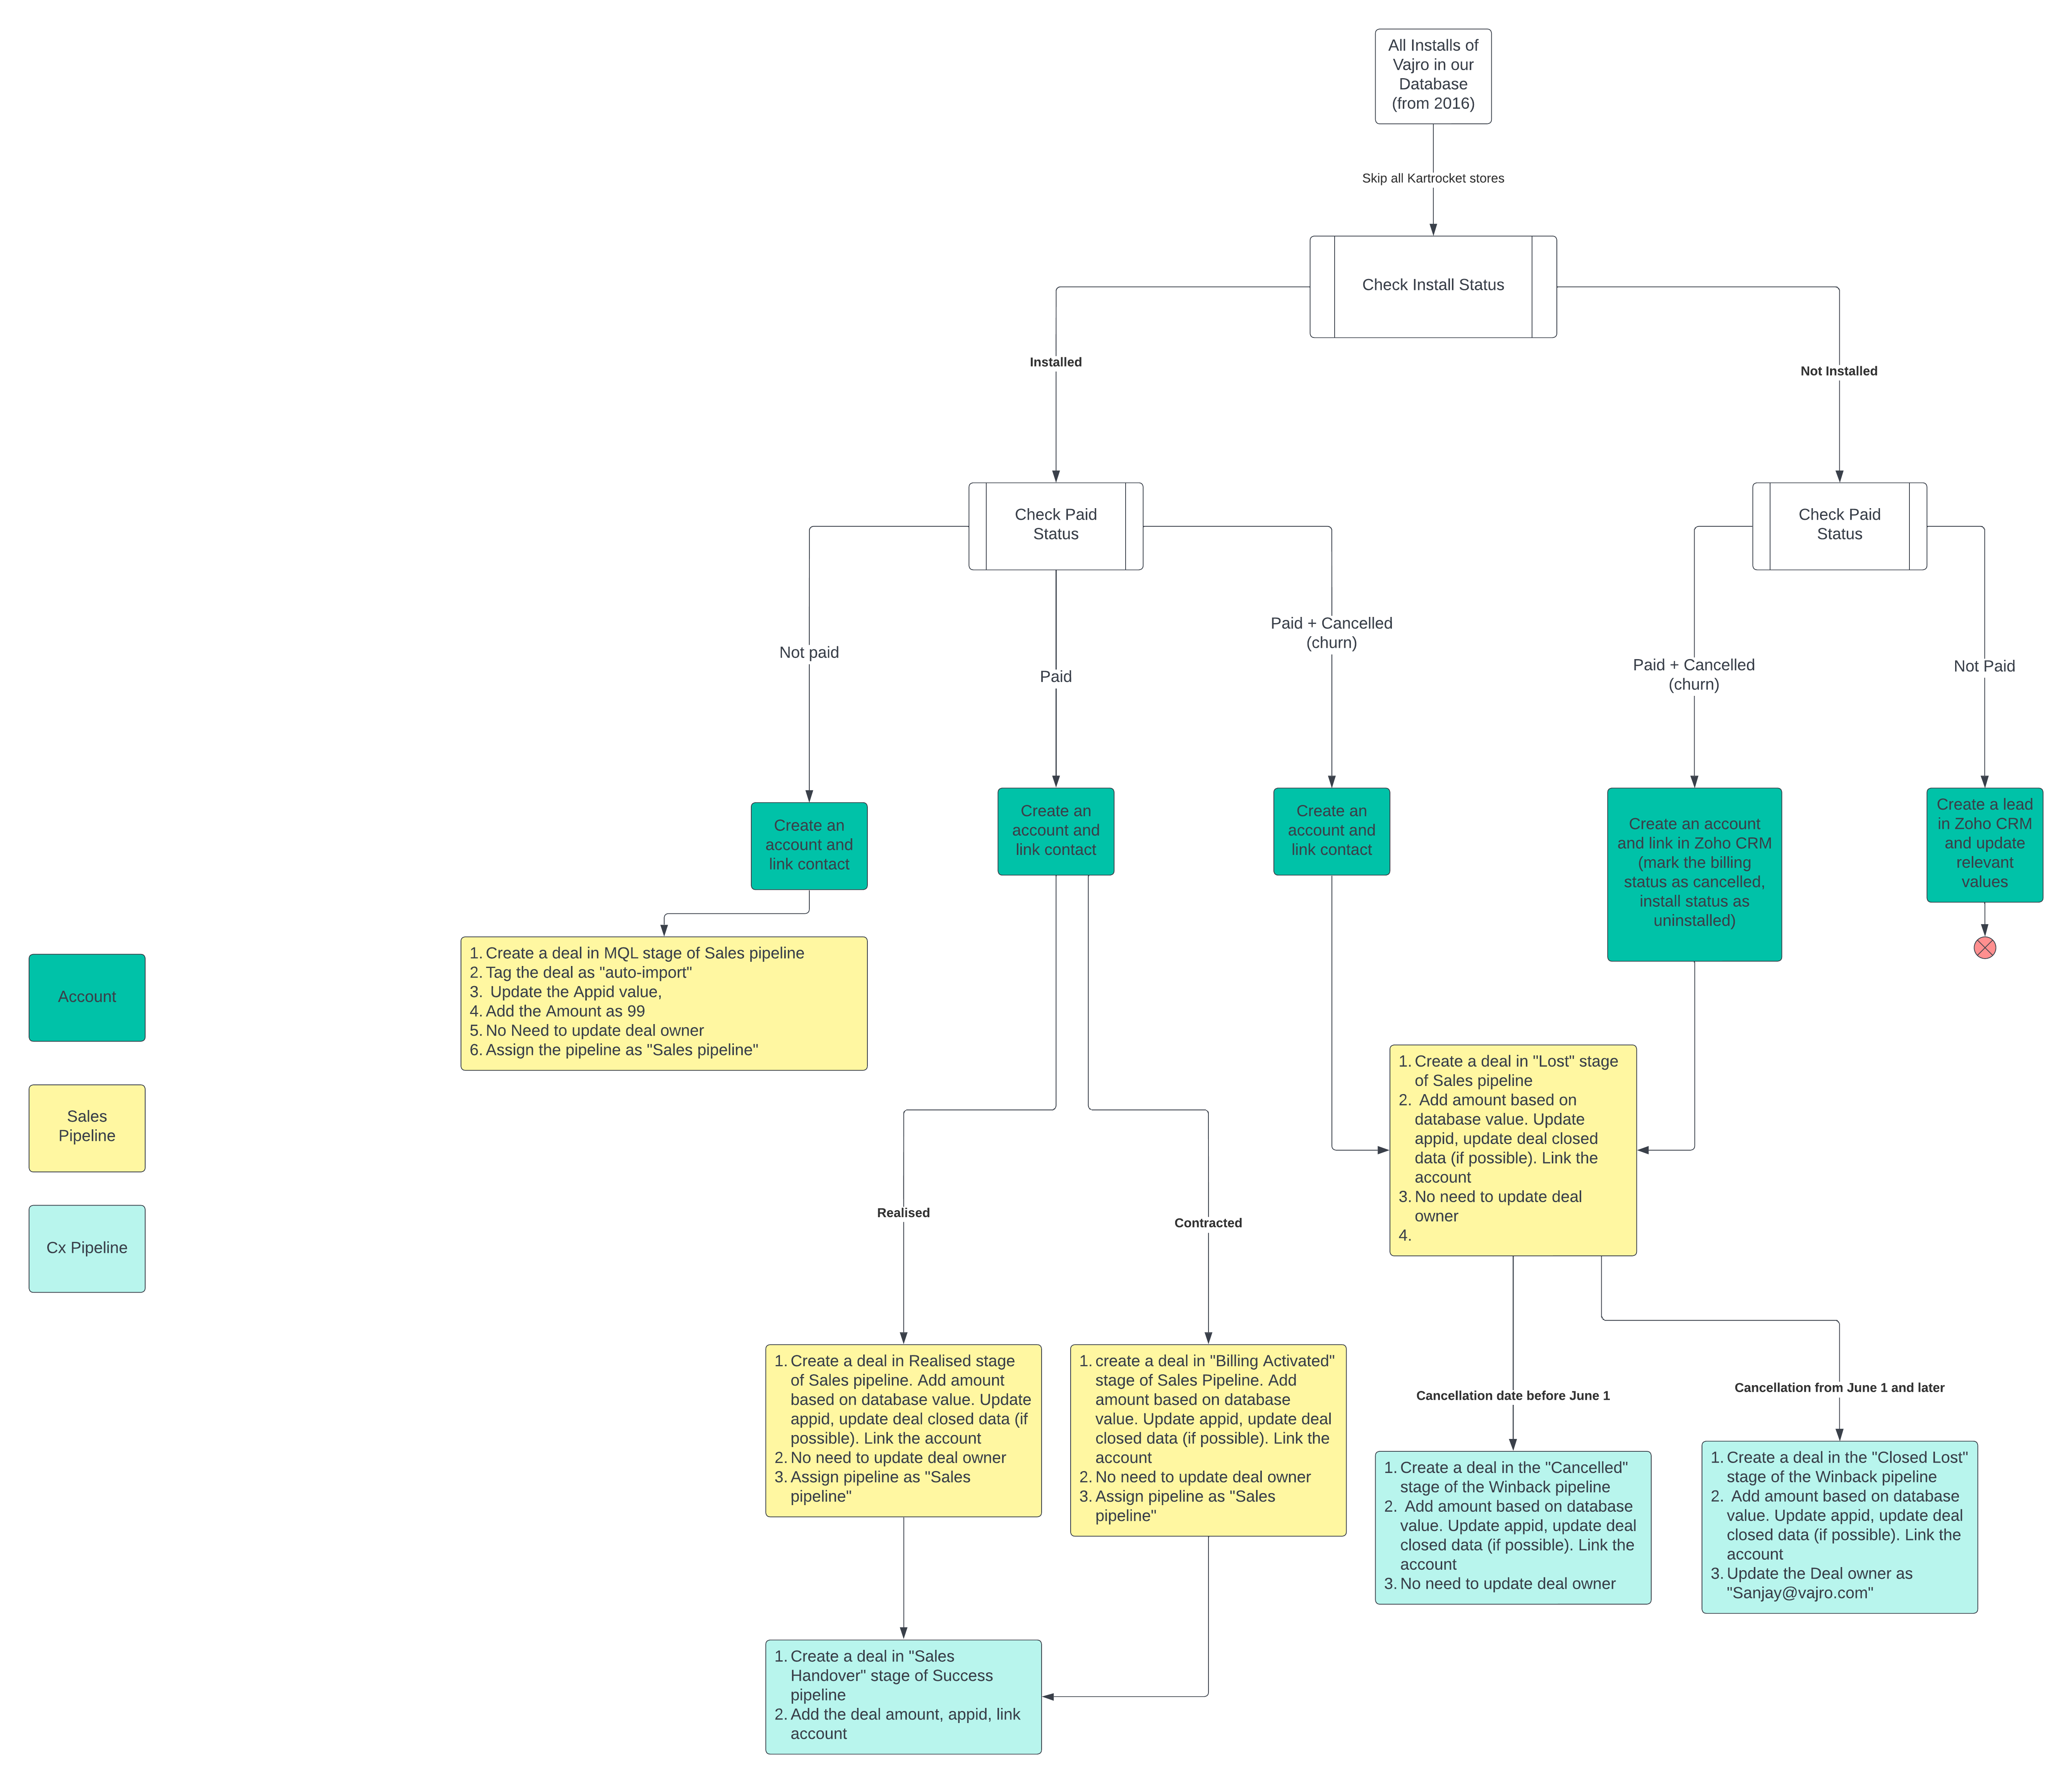 All Installs of
Vajro in our
Database
(from 2016)
Skip all Kartrocket stores
Check Install Status
Installed
Not Installed
Check Paid
Status
Check Paid
Status
Not paid
Paid
Paid + Cancelled
(churn)
Paid + Cancelled
(churn)
Not Paid
Create an
account and
link contact
Create an
account and
link contact
Create an
account and
link contact
Create an account
and link in Zoho CRM
(mark the billing
status as cancelled,
install status as
uninstalled)
Create a lead
in Zoho CRM
and update
relevant
values
1. Create a deal in MQL stage of Sales pipeline
2. Tag the deal as "auto-import"
3. Update the Appid value,
4. Add the Amount as 99
5. No Need to update deal owner
6. Assign the pipeline as "Sales pipeline"
Account
Sales
Pipeline
Cx Pipeline
1. Create a deal in "Lost" stage
of Sales pipeline
2. Add amount based on
database value. Update
appid, update deal closed
data (if possible). Link the
account
3. No need to update deal
owner
4.
Realised
Contracted
Cancellation date before June 1
Cancellation from June 1 and later
1. Create a deal in Realised stage
of Sales pipeline. Add amount
based on database value. Update
appid, update deal closed data (if
possible). Link the account
2. No need to update deal owner
3. Assign pipeline as "Sales
pipeline"
1. create a deal in "Billing Activated"
stage of Sales Pipeline. Add
amount based on database
value. Update appid, update deal
closed data (if possible). Link the
account
2. No need to update deal owner
3. Assign pipeline as "Sales
pipeline"
1. Create a deal in the "Cancelled"
stage of the Winback pipeline
2. Add amount based on database
value. Update appid, update deal
closed data (if possible). Link the
account
3. No need to update deal owner
1. Create a deal in the "Closed Lost"
stage of the Winback pipeline
2. Add amount based on database
value. Update appid, update deal
closed data (if possible). Link the
account
3. Update the Deal owner as
"Sanjay@vajro.com"
1. Create a deal in "Sales
Handover" stage of Success
pipeline
2. Add the deal amount, appid, link
account